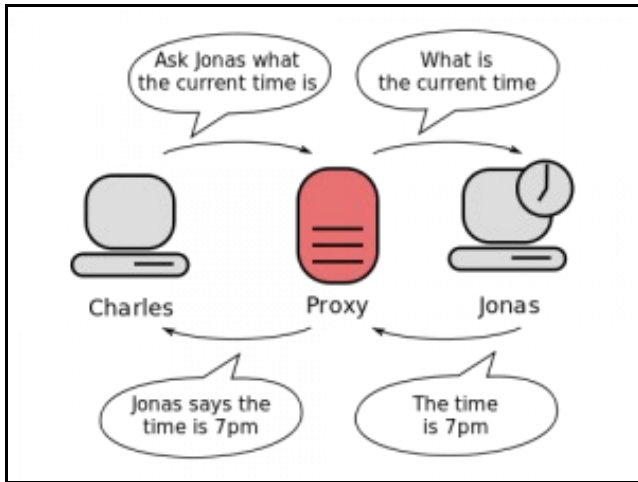 Ask Jonas what
the current time is
What is
the current time
Charles
Proxy
Jonas
Jonas says the
time is 7pm
The time
is 7pm